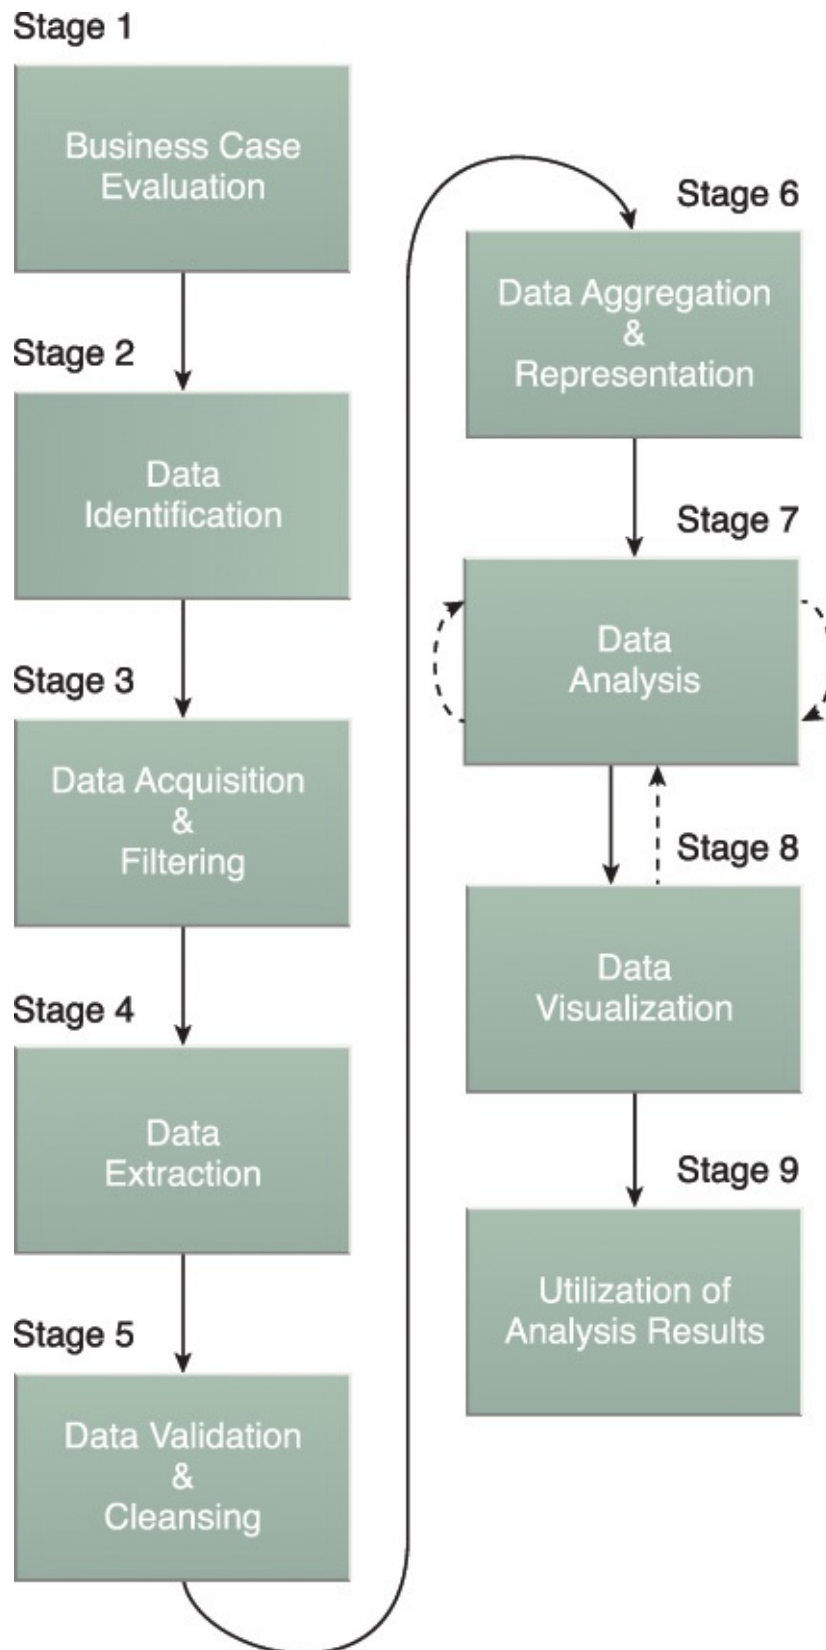 Stage 1
Business Case
Evaluation
Stage 2
Data
Identification
Stage 3
Data Acquisition
&
Filtering
Stage 4
Data
Extraction
Stage 5
Data Validation
&
Cleansing
Stage 6
Data Aggregation
&
Representation
Stage 7
Data
Analysis
Stage 8
Data
Visualization
Stage 9
Utilization of
Analysis Results